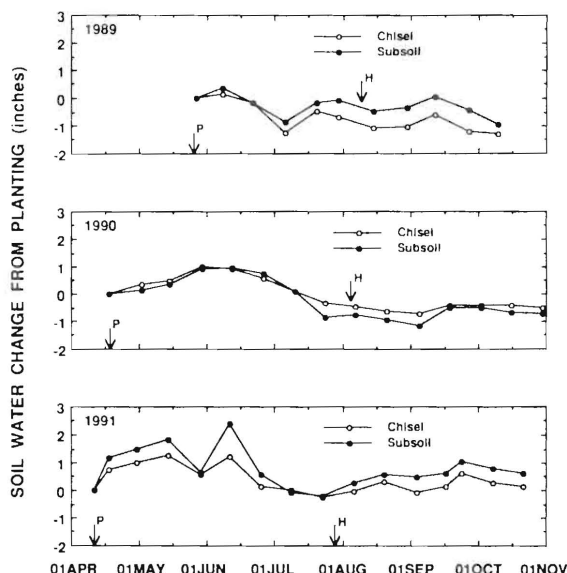 SOIL WATER CHANGE FROM PLANTING (inches)
3
2
1
0
-1
-2
1989
Chisel
Subsoil
P
H
3
2
1
0
-1
-2
1990
Chisel
Subsoil
P
H
3
2
1
0
-1
-2
1991
Chisel
Subsoil
P
H
01APR 01MAY 01JUN 01JUL 01AUG 01SEP 01OCT 01NOV